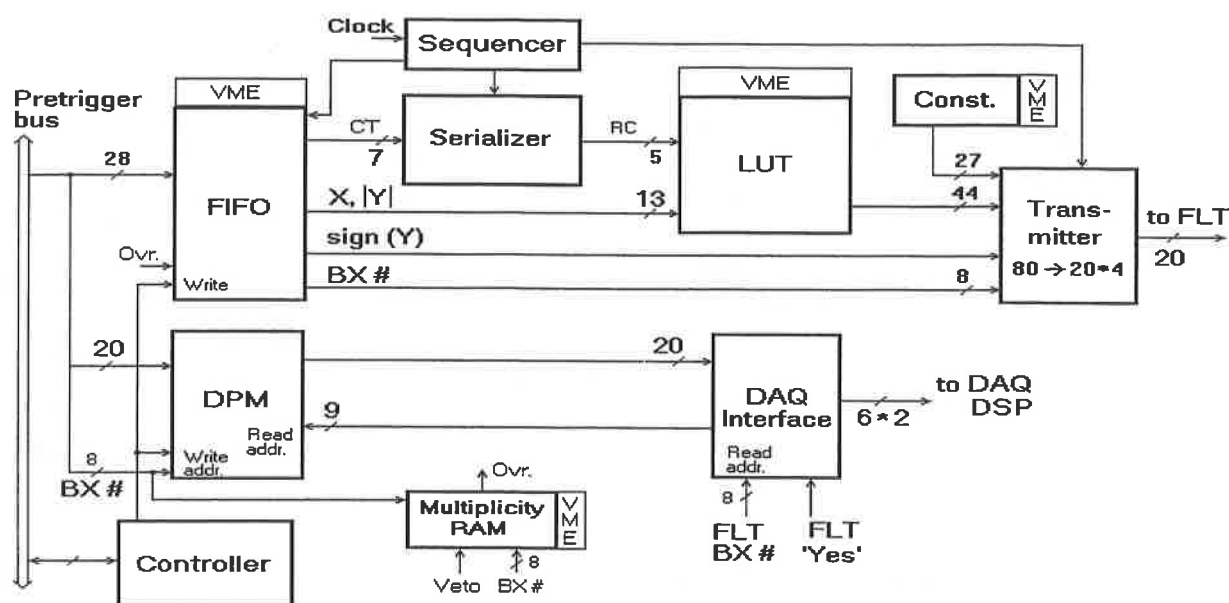 Clock
Sequencer
VME
VME
Const.
VME
Pretrigger
bus
CT
7
Serializer
RC
5
LUT
28
FIFO
27
44
X, |Y|
13
Trans-
mitter
80→20*4
to FLT
20
sign (Y)
Ovr.
Write
BX #
8
20
DPM
20
DAQ
Interface
to DAQ
DSP
6*2
9
Read
addr.
Write
addr.
Read
addr.
8
BX #
Ovr.
Multiplicity
RAM
VME
8
FLT
BX #
FLT
'Yes'
Controller
Veto
8
BX #